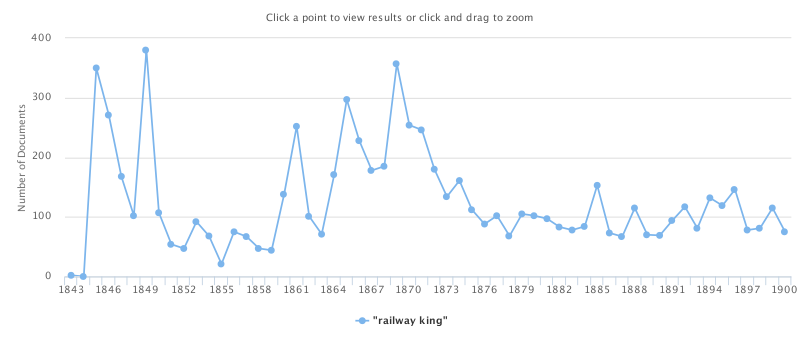 Click a point to view results or click and drag to zoom
400
300
200
100
0
Number of Documents
1843 1846 1849 1852 1855 1858 1861 1864 1867 1870 1873 1876 1879 1882 1885 1888 1891 1894 1897 1900
"railway king"